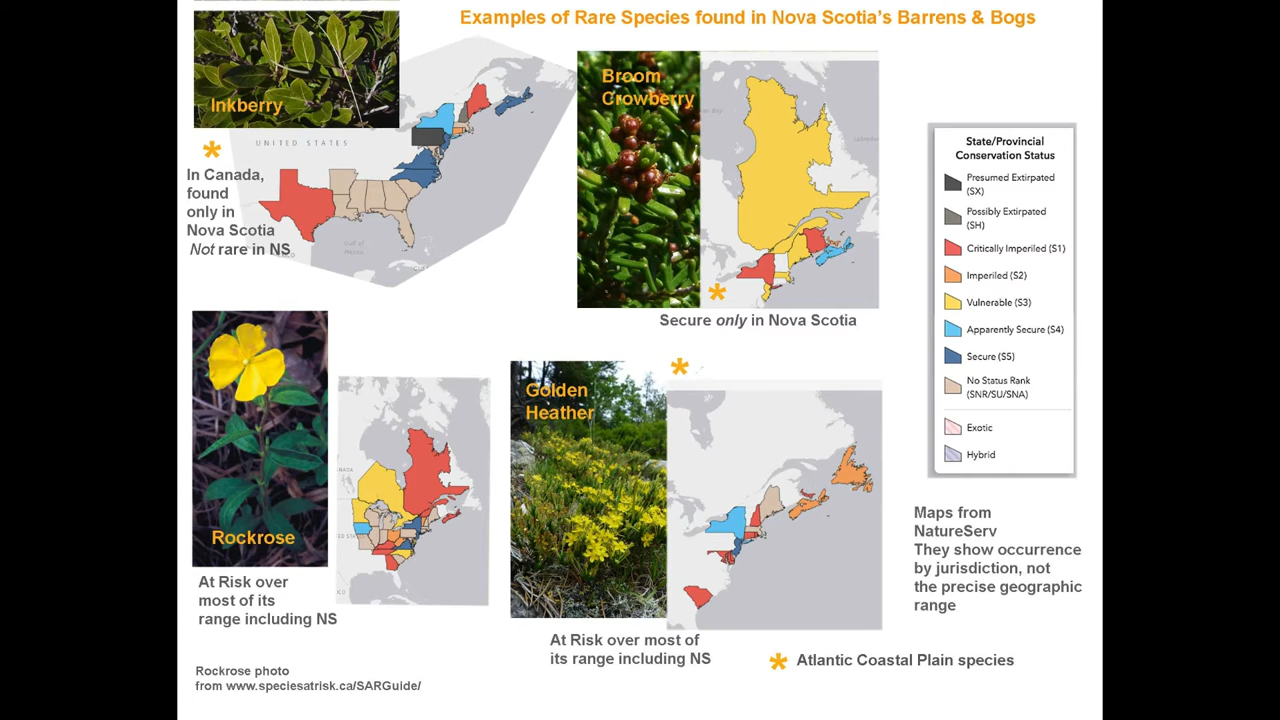 Examples of Rare Species found in Nova Scotia's Barrens & Bogs
Inkberry
*
In Canada,
found
only in
Nova Scotia
Not rare in NS
UNITED STATES
Gulf of
Mexico
Broom
Crowberry
*
Secure only in Nova Scotia
State/Provincial
Conservation Status
Presumed Extirpated
(SX)
Possibly Extirpated
(SH)
Critically Imperiled (S1)
Imperiled (S2)
Vulnerable (S3)
Apparently Secure (S4)
Secure (S5)
No Status Rank
(SNR/SU/SNA)
Exotic
Hybrid
Rockrose
At Risk over
most of its
range including NS
Golden
Heather
*
At Risk over most of
its range including NS
Maps from
NatureServ
They show occurrence
by jurisdiction, not
the precise geographic
range
* Atlantic Coastal Plain species
Rockrose photo
from www.speciesatrisk.ca/SARGuide/